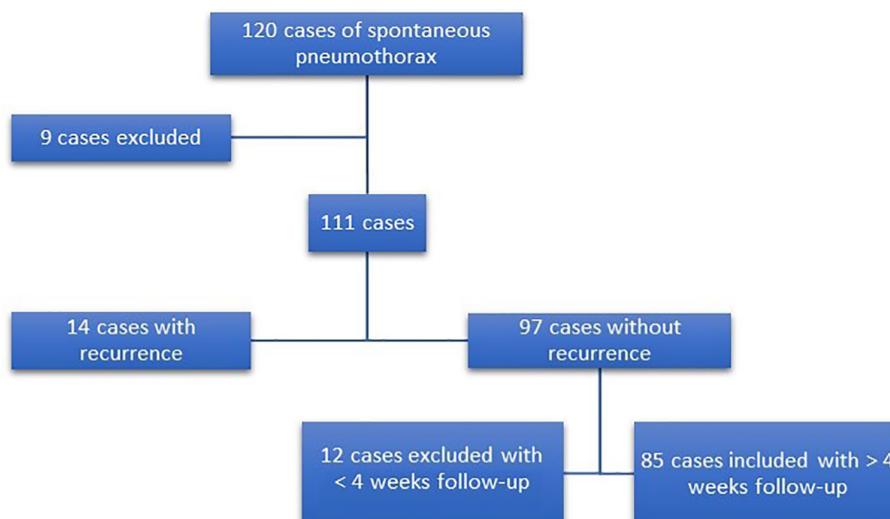 120 cases of spontaneous
pneumothorax
9 cases excluded
111 cases
14 cases with
recurrence
97 cases without
recurrence
12 cases excluded with
< 4 weeks follow-up
85 cases included with > 4
weeks follow-up